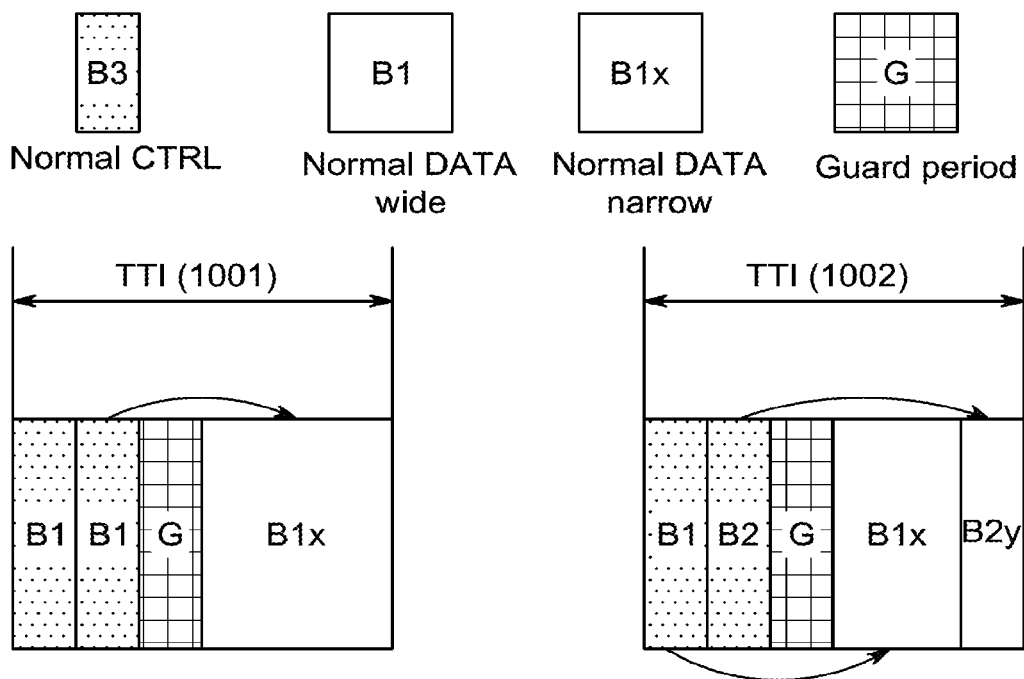 B3 B1 B1x G
Normal CTRL Normal DATA wide Normal DATA narrow Guard period
TTI (1001) TTI (1002)
B1 B1 G B1x B1 B2 G B1x B2y